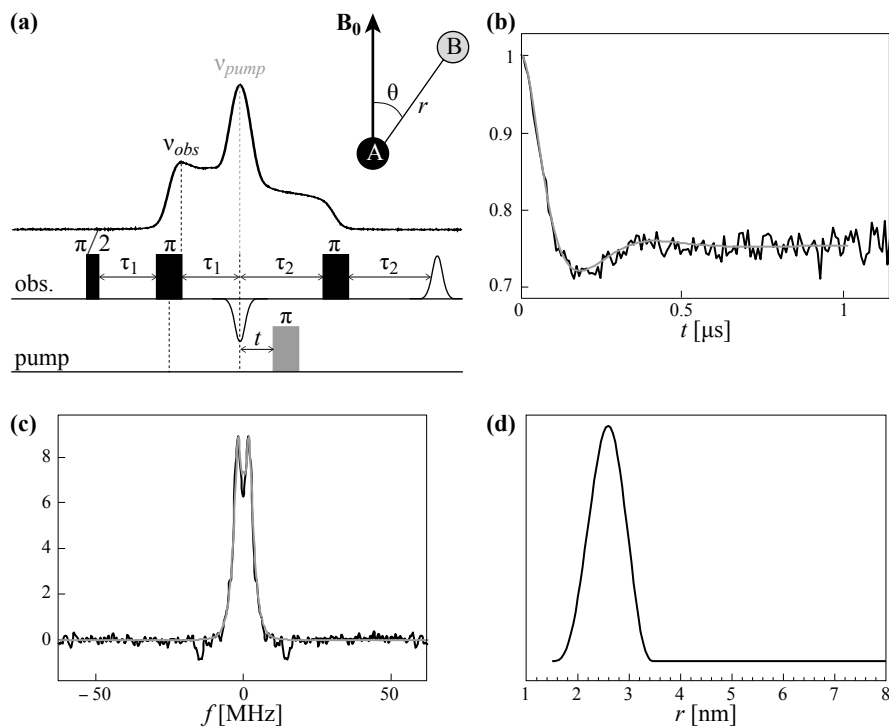 (a)
B₀
B
ν_pump
θ
r
ν_obs
A
π/2
π
π
τ₁
τ₁
τ₂
τ₂
obs.
π
t
pump
(b)
1
0.9
0.8
0.7
0
0.5
1
t [μs]
(c)
8
6
4
2
0
−50
0
50
f [MHz]
(d)
1
2
3
4
5
6
7
8
r [nm]